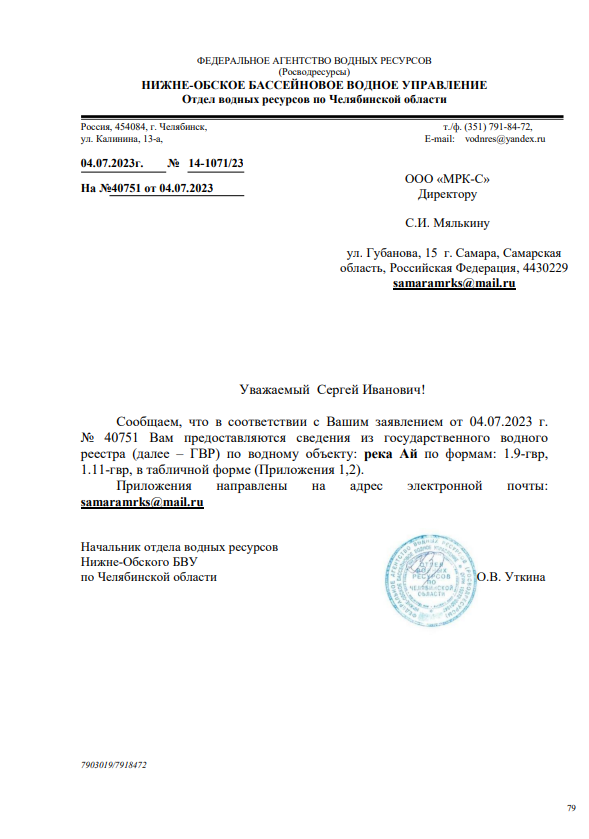 ФЕДЕРАЛЬНОЕ АГЕНТСТВО ВОДНЫХ РЕСУРСОВ
(Росводресурсы)
НИЖНЕ-ОБСКОЕ БАССЕЙНОВОЕ ВОДНОЕ УПРАВЛЕНИЕ
Отдел водных ресурсов по Челябинской области
Россия, 454084, г. Челябинск,
ул. Калинина, 13-а,
т./ф. (351) 791-84-72,
E-mail: vodnres@yandex.ru
04.07.2023г. № 14-1071/23
На №40751 от 04.07.2023
ООО «МРК-С»
Директору
С.И. Мялькину
ул. Губанова, 15 г. Самара, Самарская
область, Российская Федерация, 4430229
samaramrks@mail.ru
Уважаемый Сергей Иванович!
Сообщаем, что в соответствии с Вашим заявлением от 04.07.2023 г.
№ 40751 Вам предоставляются сведения из государственного водного
реестра (далее – ГВР) по водному объекту: река Ай по формам: 1.9-гвр,
1.11-гвр, в табличной форме (Приложения 1,2).
Приложения направлены на адрес электронной почты:
samaramrks@mail.ru
Начальник отдела водных ресурсов
Нижне-Обского БВУ
по Челябинской области
ОТДЕЛ
ВОДНЫХ
РЕСУРСОВ
ПО
ЧЕЛЯБИНСКОЙ
ОБЛАСТИ
О.В. Уткина
7903019/7918472
79